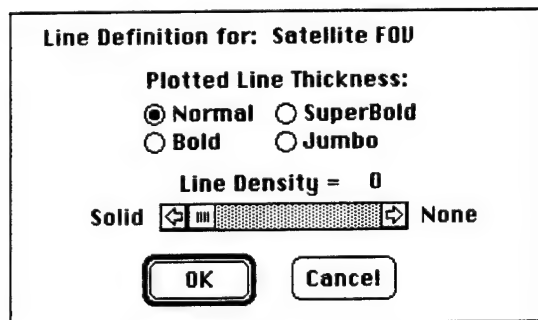 Line Definition for: Satellite FOV
Plotted Line Thickness:
Normal SuperBold
Bold Jumbo
Line Density = 0
Solid None
OK Cancel